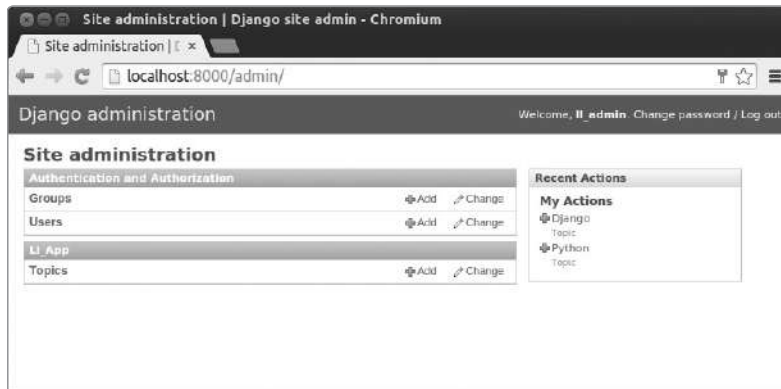 Site administration | Django site admin - Chromium
Site administration | D ×
localhost:8000/admin/
Django administration
Welcome, ll_admin. Change password / Log out
Site administration
Authentication and Authorization
Groups Add Change
Users Add Change
Ll_App
Topics Add Change
Recent Actions
My Actions
Django
Topic
Python
Topic